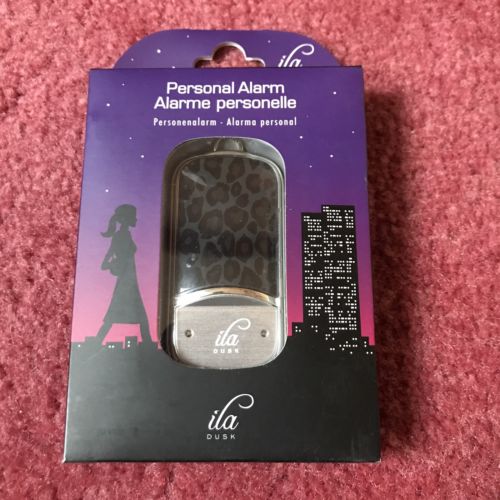 ila
Personal Alarm
Alarme personelle
Personenalarm - Alarma personal
ila
DUSK
ila
DUSK